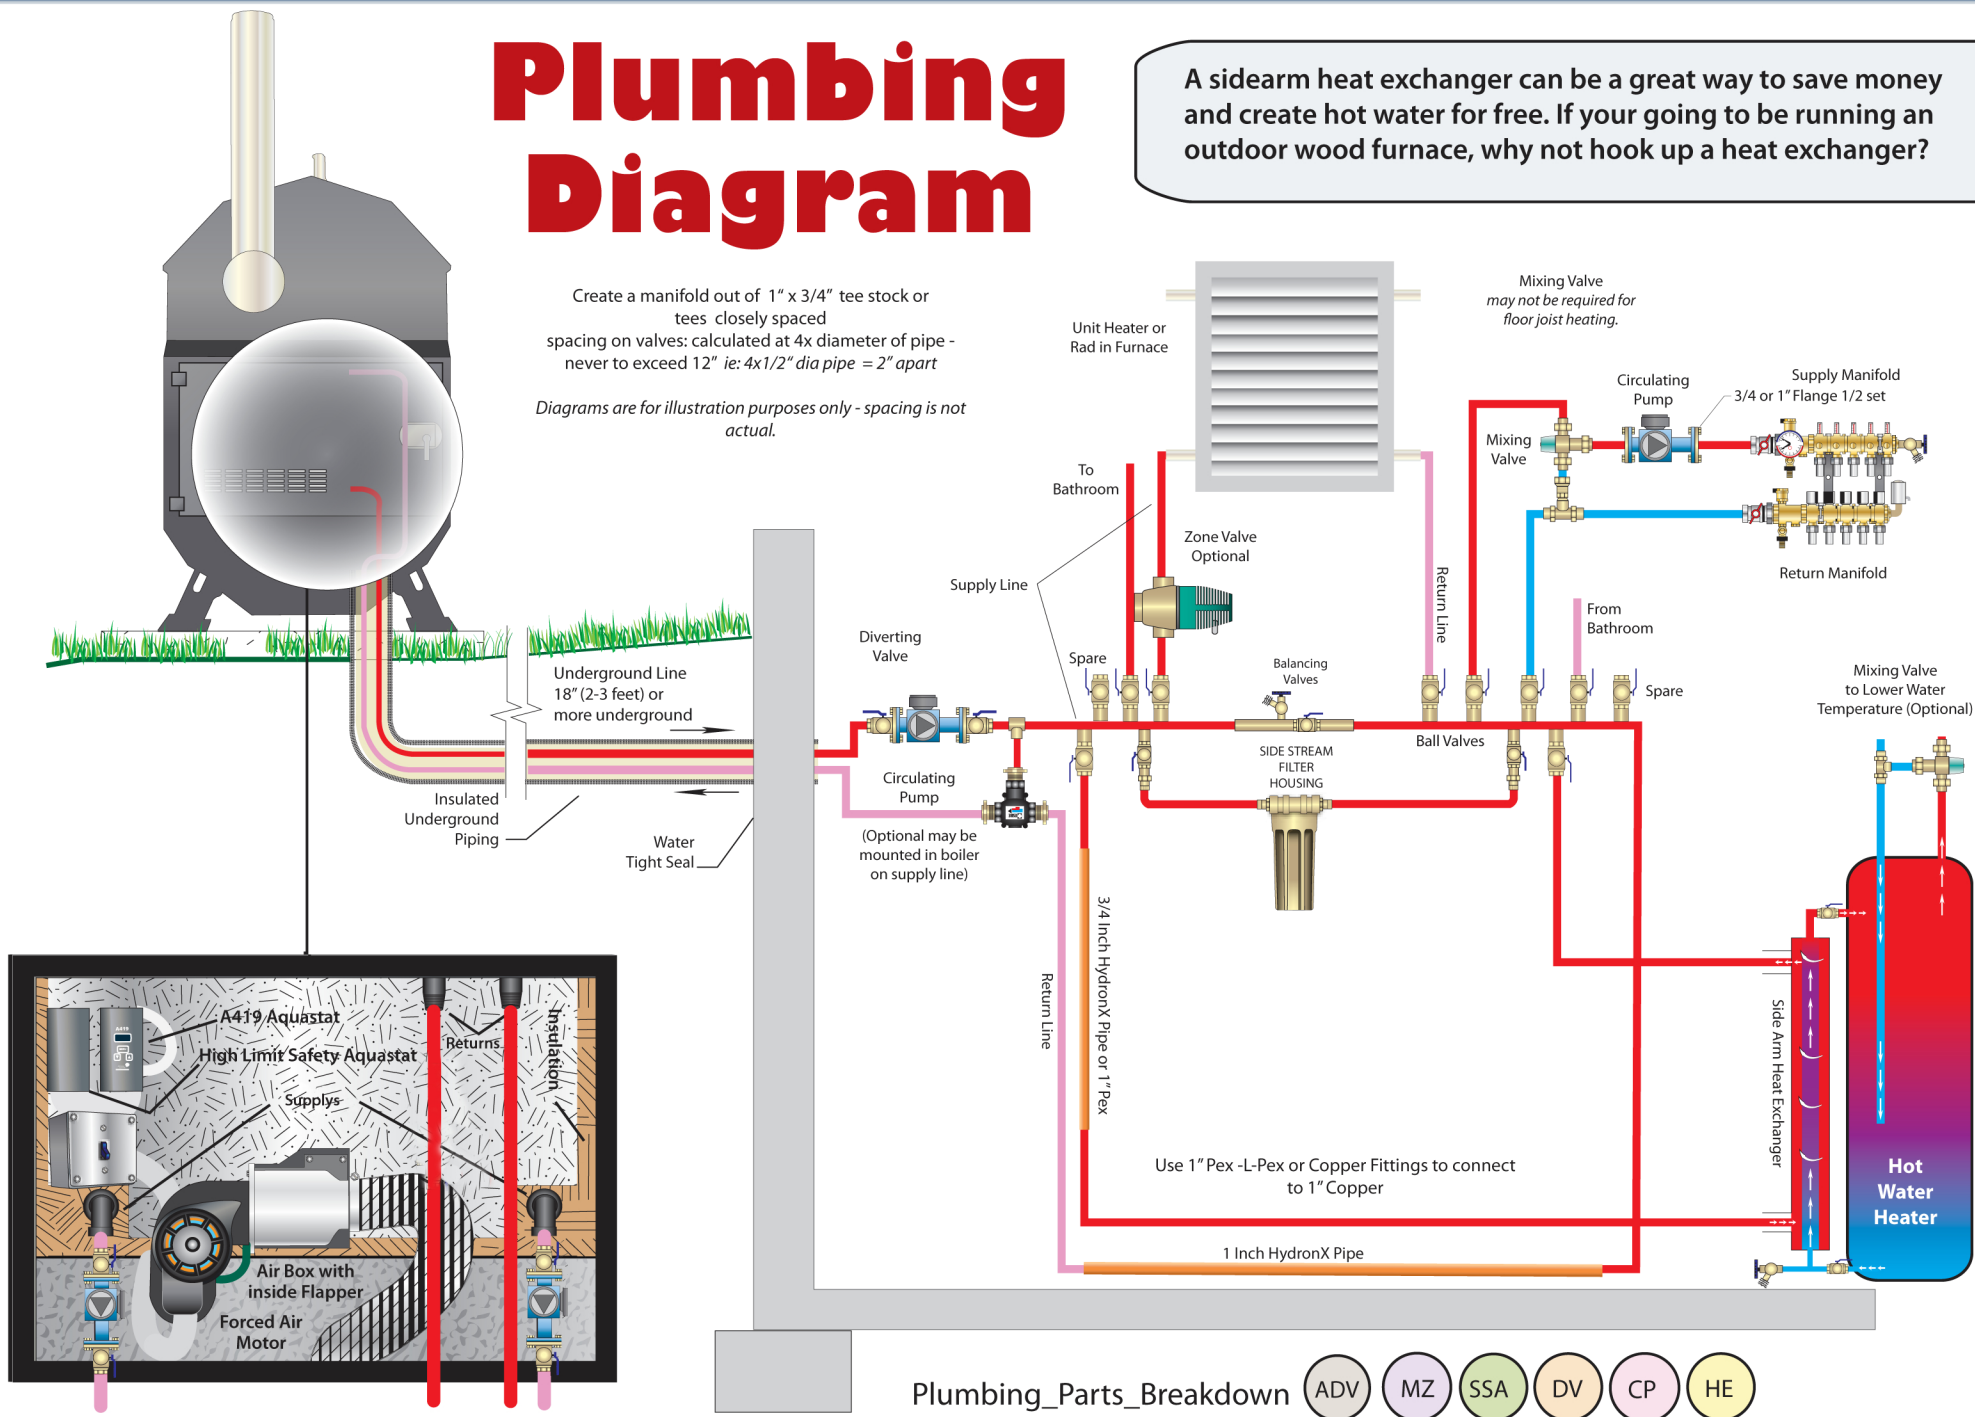 Plumbing
Diagram
A sidearm heat exchanger can be a great way to save money
and create hot water for free. If your going to be running an
outdoor wood furnace, why not hook up a heat exchanger?
Create a manifold out of 1“ x 3/4” tee stock or
tees closely spaced
spacing on valves: calculated at 4x diameter of pipe -
never to exceed 12” ie: 4x1/2“ dia pipe = 2” apart
Diagrams are for illustration purposes only - spacing is not
actual.
Unit Heater or
Rad in Furnace
Mixing Valve
may not be required for
floor joist heating.
Circulating
Pump
Supply Manifold
3/4 or 1” Flange 1/2 set
Mixing
Valve
To
Bathroom
Zone Valve
Optional
Supply Line
Return Line
Return Manifold
From
Bathroom
Diverting
Valve
Spare
Balancing
Valves
Spare
Mixing Valve
to Lower Water
Temperature (Optional)
Underground Line
18” (2-3 feet) or
more underground
Ball Valves
SIDE STREAM
FILTER
HOUSING
Circulating
Pump
(Optional may be
mounted in boiler
on supply line)
Insulated
Underground
Piping
Water
Tight Seal
3/4 Inch HydronX Pipe or 1” Pex
Return Line
Side Arm Heat Exchanger
A419 Aquastat
A419
High Limit Safety Aquastat
Returns
Insulation
Supplys
Use 1” Pex -L-Pex or Copper Fittings to connect
to 1” Copper
Hot
Water
Heater
1 Inch HydronX Pipe
Air Box with
inside Flapper
Forced Air
Motor
Plumbing_Parts_Breakdown
ADV
MZ
SSA
DV
CP
HE